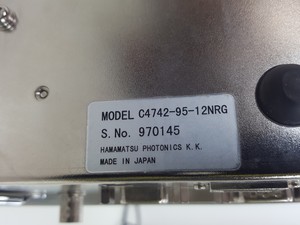 MODEL C4742-95-12NRG
S. No. 970145
HAMAMATSU PHOTONICS K. K.
MADE IN JAPAN